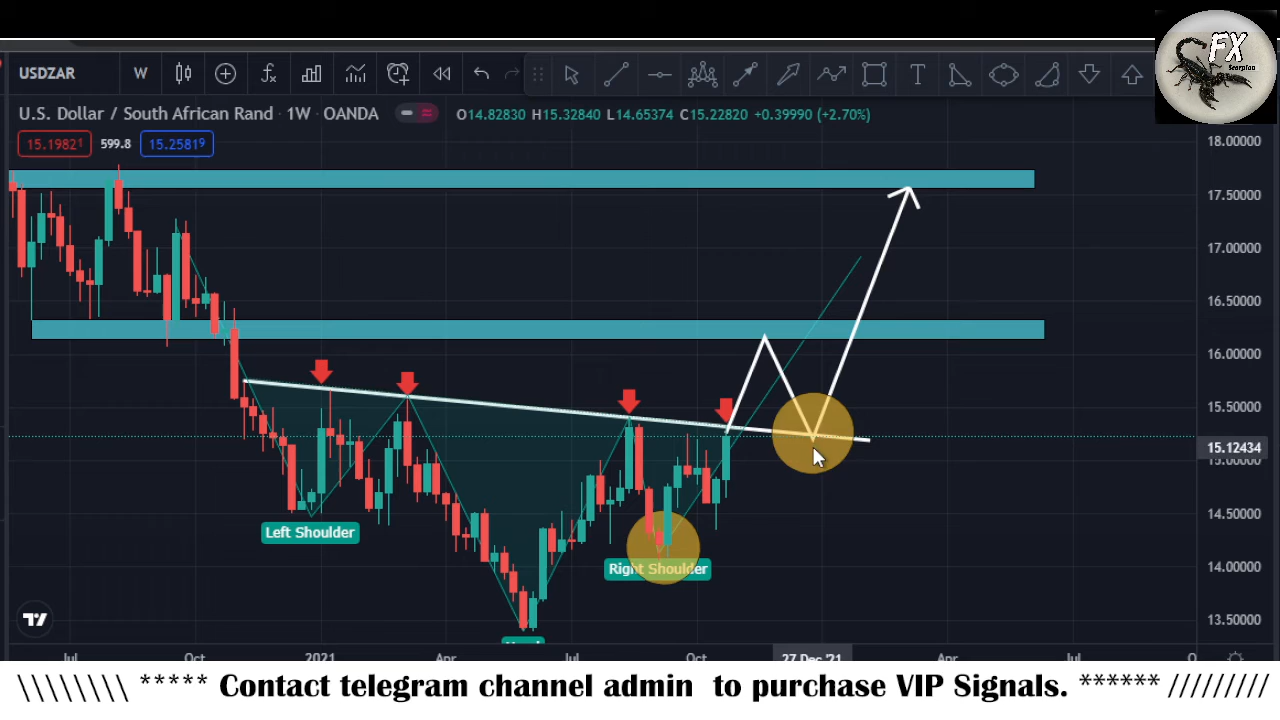 FX
Scorpion
USDZAR W
U.S. Dollar / South African Rand · 1W · OANDA O14.82830 H15.32840 L14.65374 C15.22820 +0.39990 (+2.70%)
15.19821 599.8 15.25819
18.00000
17.50000
17.00000
16.50000
16.00000
15.50000
15.12434
15.00000
14.50000
14.00000
13.50000
Left Shoulder
Right Shoulder
Jul Oct 2021 Apr Jul Oct 27 Dec '21 Apr Jul
\\\\\\\\\ ***** Contact telegram channel admin to purchase VIP Signals. ****** /////////